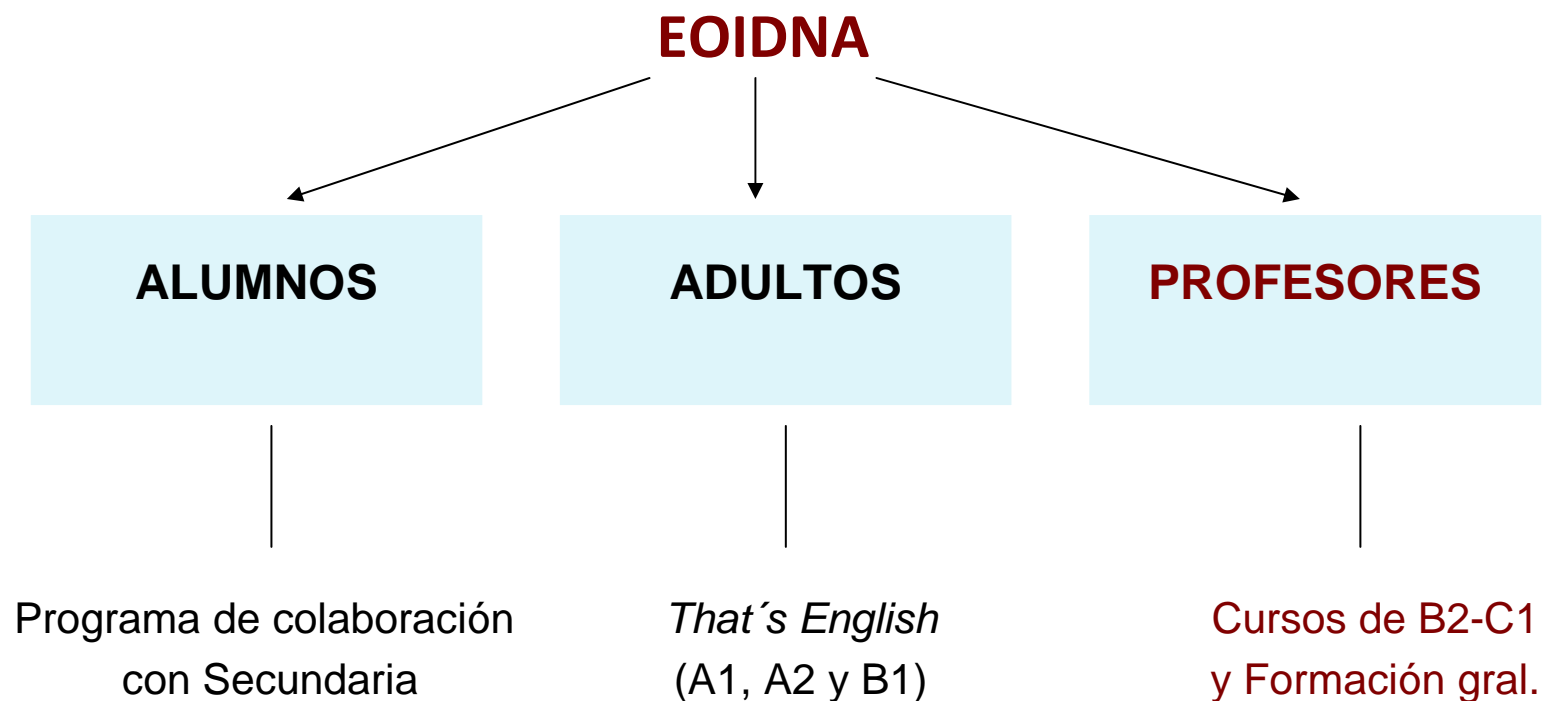 EOIDNA
ALUMNOS
ADULTOS
PROFESORES
Programa de colaboración
con Secundaria
That´s English
(A1, A2 y B1)
Cursos de B2-C1
y Formación gral.